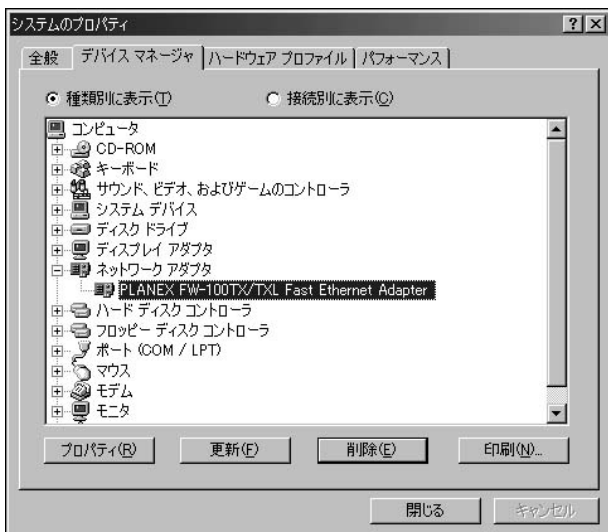 システムのプロパティ
全般 デバイス マネージャ ハードウェア プロファイル パフォーマンス
種類別に表示(T) 接続別に表示(C)
コンピュータ
CD-ROM
キーボード
サウンド、ビデオ、およびゲームのコントローラ
システム デバイス
ディスク ドライブ
ディスプレイ アダプタ
ネットワーク アダプタ
PLANEX FW-100TX/TXL Fast Ethernet Adapter
ハード ディスク コントローラ
フロッピー ディスク コントローラ
ポート (COM / LPT)
マウス
モデム
モニタ
プロパティ(R) 更新(F) 削除(E) 印刷(N)...
閉じる キャンセル